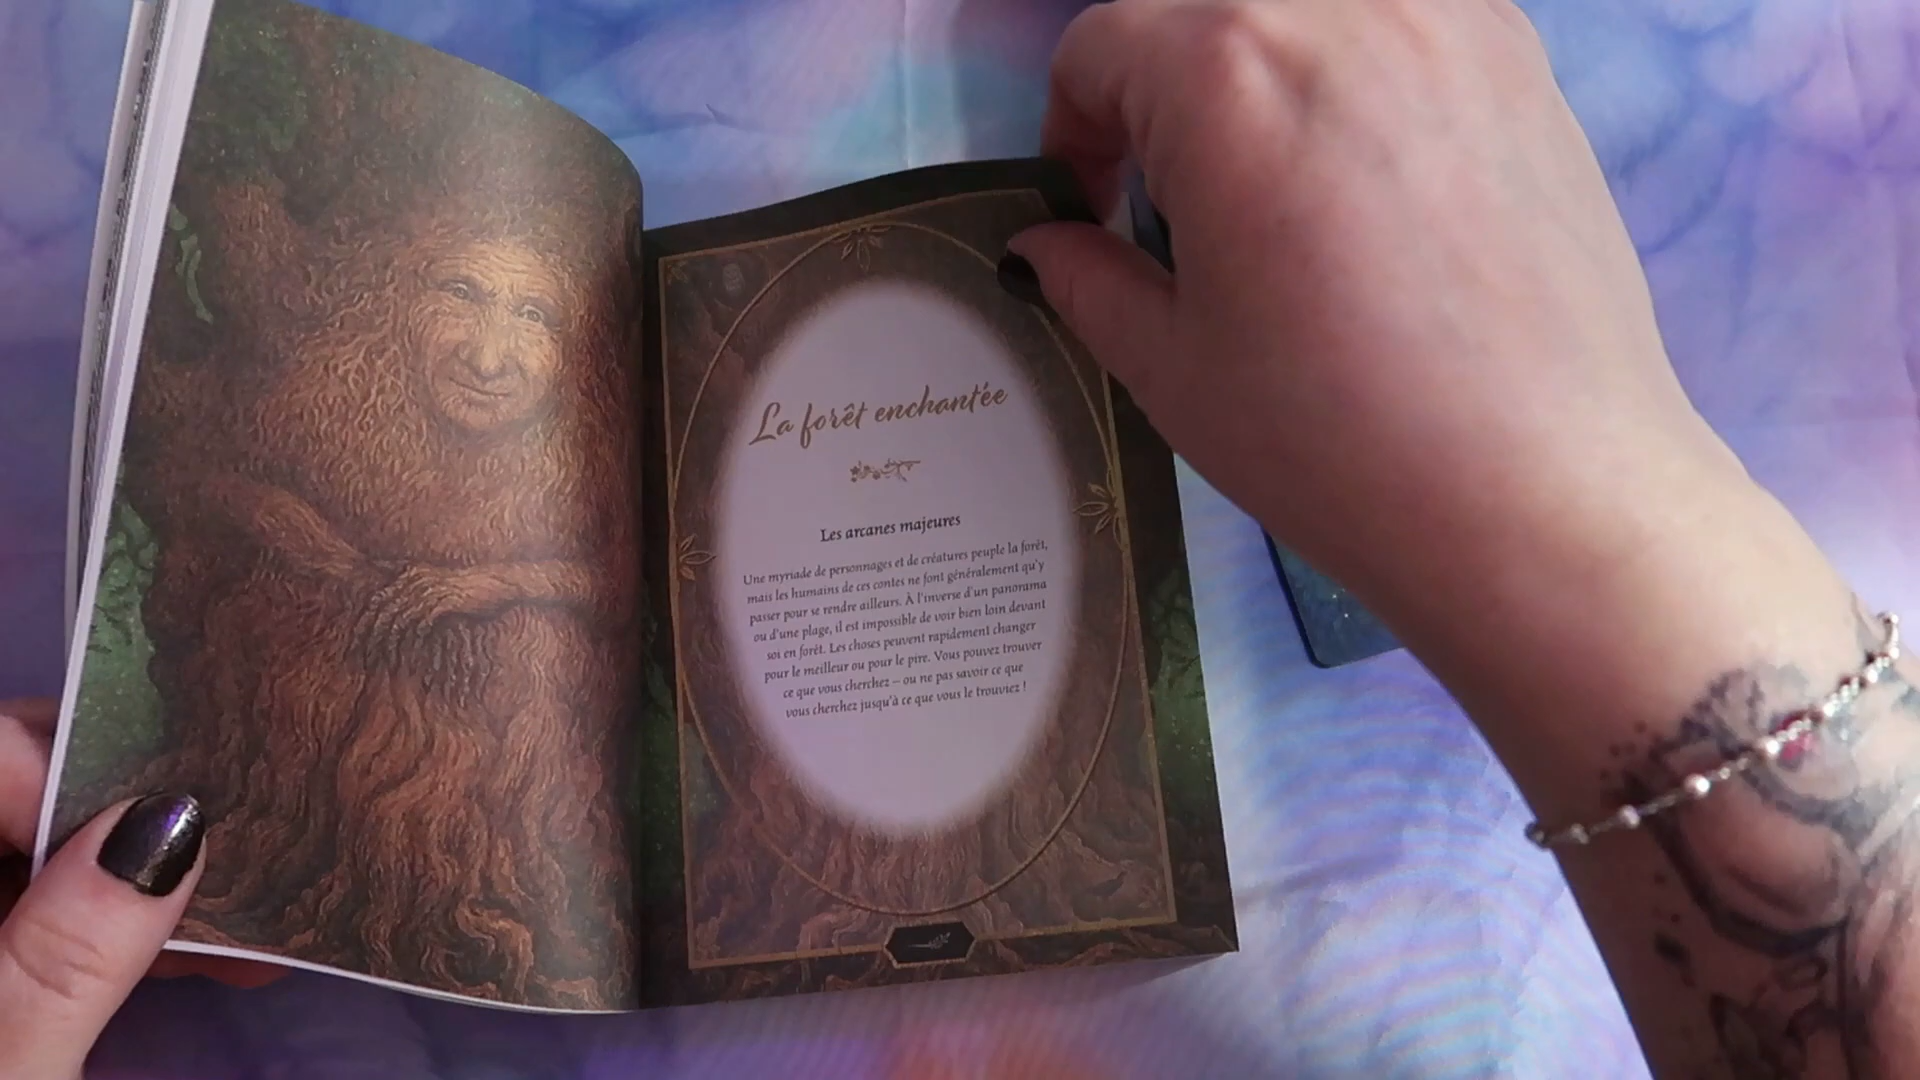 La forêt enchantée
Les arcanes majeures
Une myriade de personnages et de créatures peuple la forêt,
mais les humains de ces contes ne font généralement qu'y
passer pour se rendre ailleurs. À l'inverse d'un panorama
ou d'une plage, il est impossible de voir bien loin devant
soi en forêt. Les choses peuvent rapidement changer
pour le meilleur ou pour le pire. Vous pouvez trouver
ce que vous cherchez – ou ne pas savoir ce que
vous cherchez jusqu'à ce que vous le trouviez !